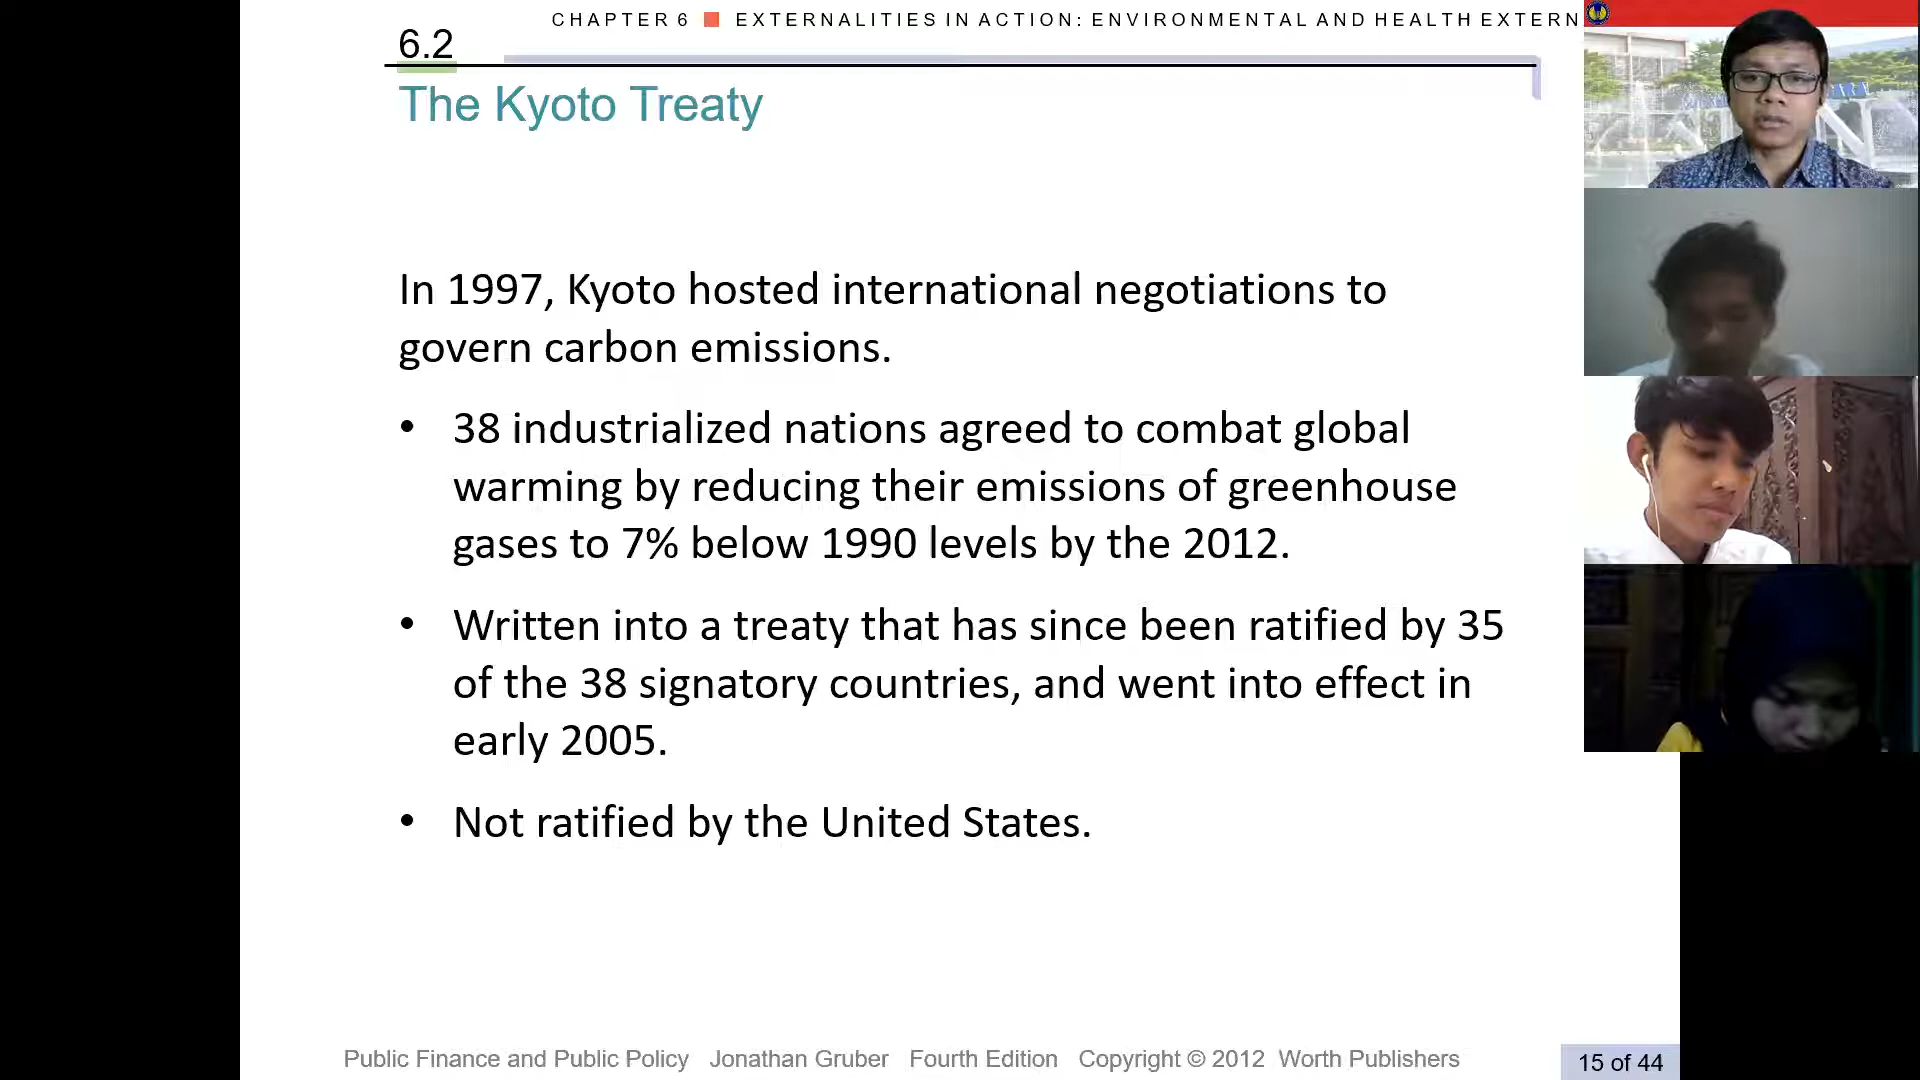 CHAPTER 6 ■ EXTERNALITIES IN ACTION: ENVIRONMENTAL AND HEALTH EXTERN
6.2
The Kyoto Treaty
In 1997, Kyoto hosted international negotiations to
govern carbon emissions.
• 38 industrialized nations agreed to combat global
warming by reducing their emissions of greenhouse
gases to 7% below 1990 levels by the 2012.
• Written into a treaty that has since been ratified by 35
of the 38 signatory countries, and went into effect in
early 2005.
• Not ratified by the United States.
Public Finance and Public Policy Jonathan Gruber Fourth Edition Copyright © 2012 Worth Publishers
15 of 44